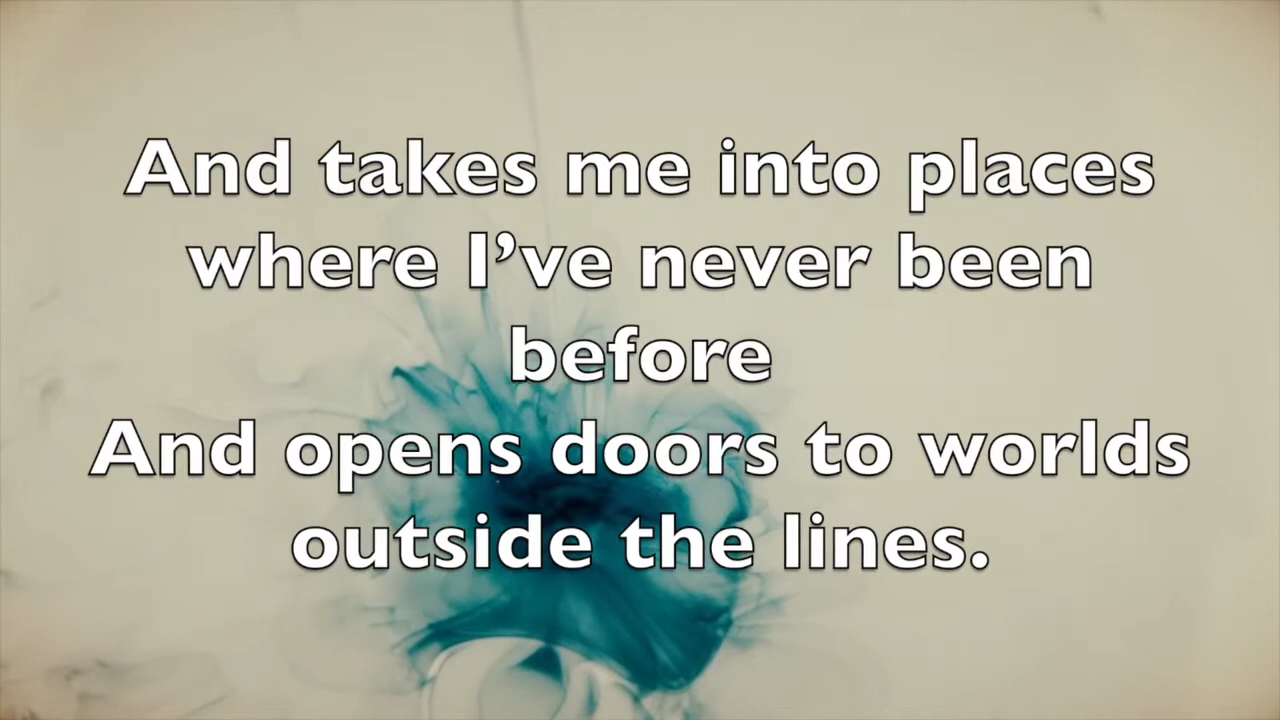 And takes me into places
where I’ve never been
before
And opens doors to worlds
outside the lines.